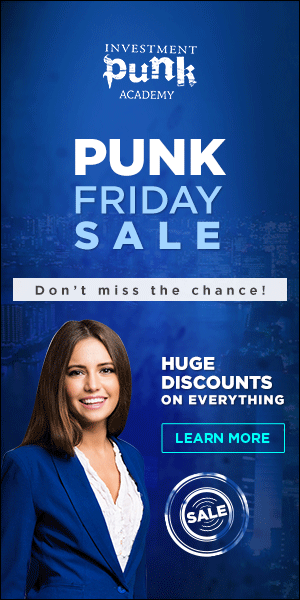 INVESTMENT
punk
ACADEMY
PUNK
FRIDAY
SALE
Don't miss the chance!
HUGE
DISCOUNTS
ON EVERYTHING
LEARN MORE
SALE